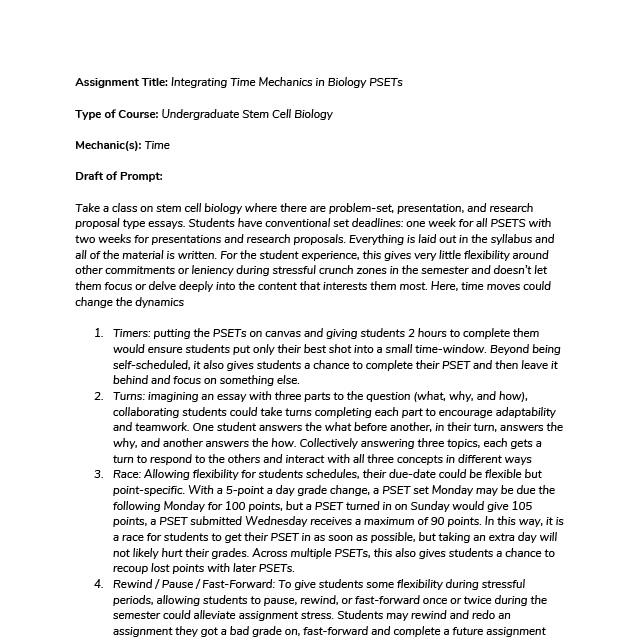 Assignment Title: Integrating Time Mechanics in Biology PSETs
Type of Course: Undergraduate Stem Cell Biology
Mechanic(s): Time
Draft of Prompt:
Take a class on stem cell biology where there are problem-set, presentation, and research
proposal type essays. Students have conventional set deadlines: one week for all PSETS with
two weeks for presentations and research proposals. Everything is laid out in the syllabus and
all of the material is written. For the student experience, this gives very little flexibility around
other commitments or leniency during stressful crunch zones in the semester and doesn't let
them focus or delve deeply into the content that interests them most. Here, time moves could
change the dynamics
1. Timers: putting the PSETs on canvas and giving students 2 hours to complete them
would ensure students put only their best shot into a small time-window. Beyond being
self-scheduled, it also gives students a chance to complete their PSET and then leave it
behind and focus on something else.
2. Turns: imagining an essay with three parts to the question (what, why, and how),
collaborating students could take turns completing each part to encourage adaptability
and teamwork. One student answers the what before another, in their turn, answers the
why, and another answers the how. Collectively answering three topics, each gets a
turn to respond to the others and interact with all three concepts in different ways
3. Race: Allowing flexibility for students schedules, their due-date could be flexible but
point-specific. With a 5-point a day grade change, a PSET set Monday may be due the
following Monday for 100 points, but a PSET turned in on Sunday would give 105
points, a PSET submitted Wednesday receives a maximum of 90 points. In this way, it is
a race for students to get their PSET in as soon as possible, but taking an extra day will
not likely hurt their grades. Across multiple PSETs, this also gives students a chance to
recoup lost points with later PSETs.
4. Rewind / Pause / Fast-Forward: To give students some flexibility during stressful
periods, allowing students to pause, rewind, or fast-forward once or twice during the
semester could alleviate assignment stress. Students may rewind and redo an
assignment they got a bad grade on, fast-forward and complete a future assignment